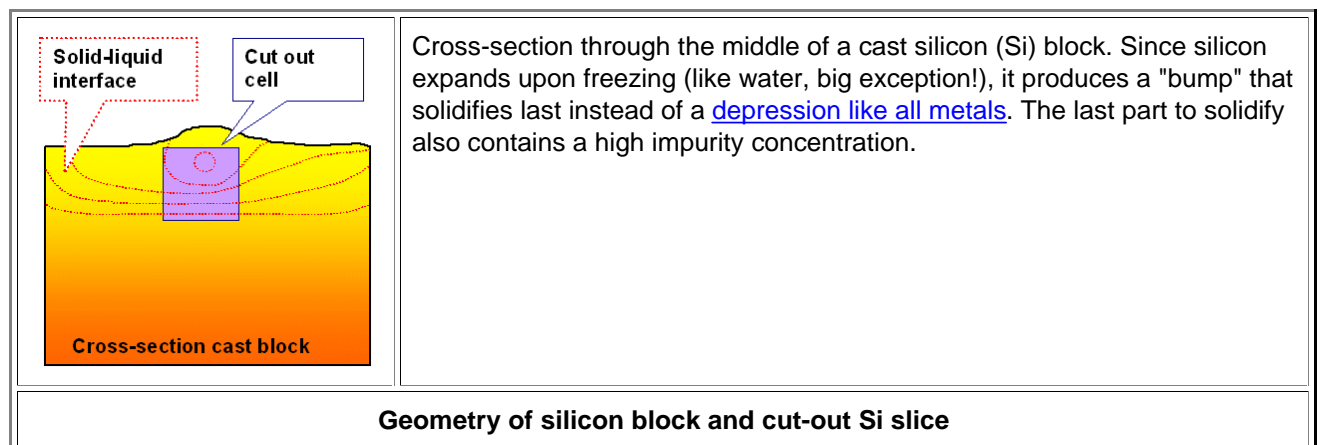 Solid-liquid
interface
Cut out
cell
Cross-section cast block
Cross-section through the middle of a cast silicon (Si) block. Since silicon
expands upon freezing (like water, big exception!), it produces a "bump" that
solidifies last instead of a depression like all metals. The last part to solidify
also contains a high impurity concentration.
Geometry of silicon block and cut-out Si slice